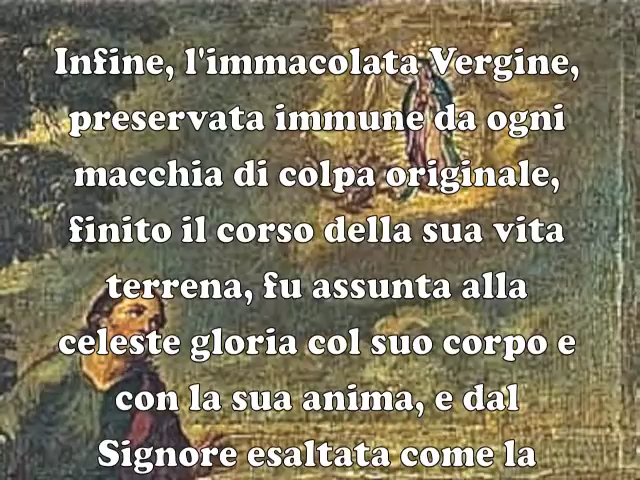 Infine, l'immacolata Vergine,
preservata immune da ogni
macchia di colpa originale,
finito il corso della sua vita
terrena, fu assunta alla
celeste gloria col suo corpo e
con la sua anima, e dal
Signore esaltata come la